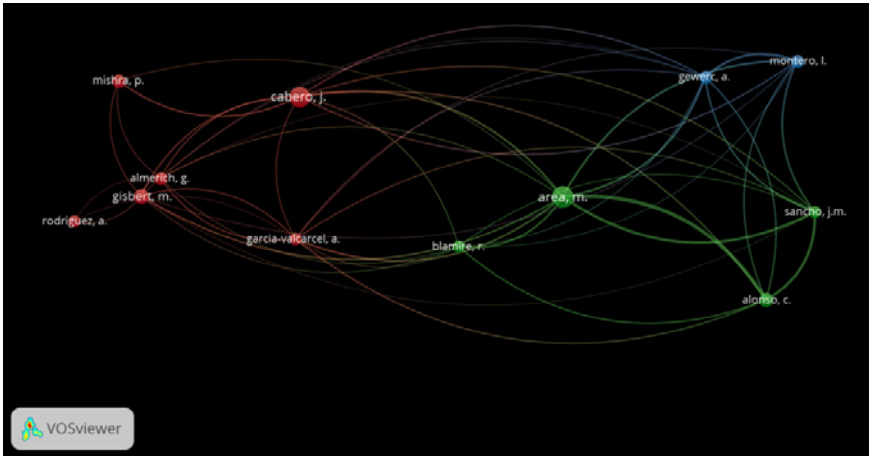 montero, l.
gewerc, a.
mishra, p.
cabero, j.
almerich, g.
gisbert, m.
area, m.
sancho, j.m.
rodriguez, a.
garcia-valcarcel, a.
blamire, r.
alonso, c.
VOSviewer